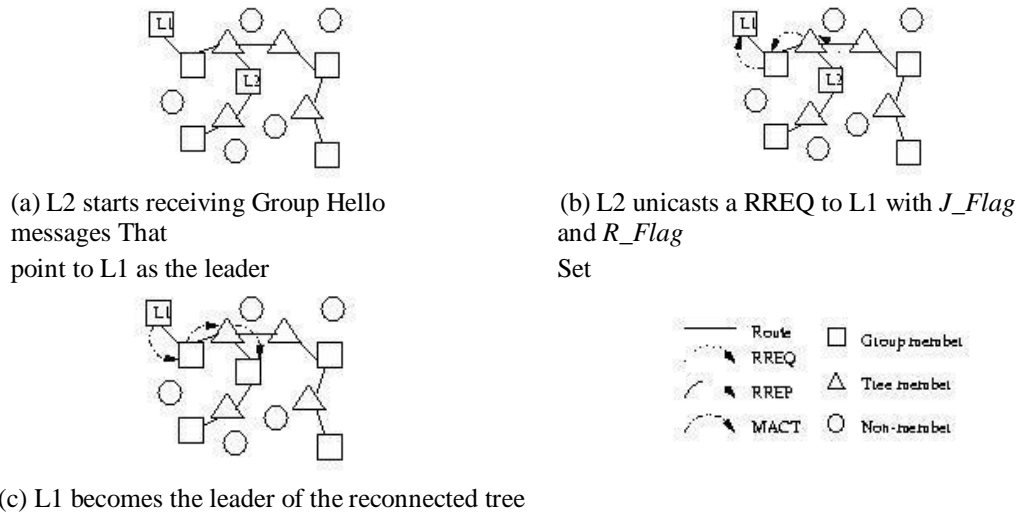 L1
L2
L1
L2
(a) L2 starts receiving Group Hello
messages That
point to L1 as the leader
(b) L2 unicasts a RREQ to L1 with J_Flag
and R_Flag
Set
L1
Route
RREQ
RREP
MACT
Group member
Tree member
Non-member
(c) L1 becomes the leader of the reconnected tree